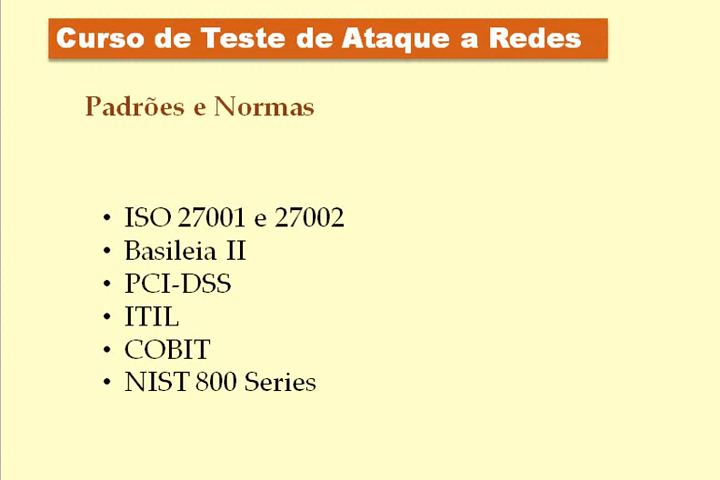 Curso de Teste de Ataque a Redes
Padrões e Normas
• ISO 27001 e 27002
• Basileia II
• PCI-DSS
• ITIL
• COBIT
• NIST 800 Series